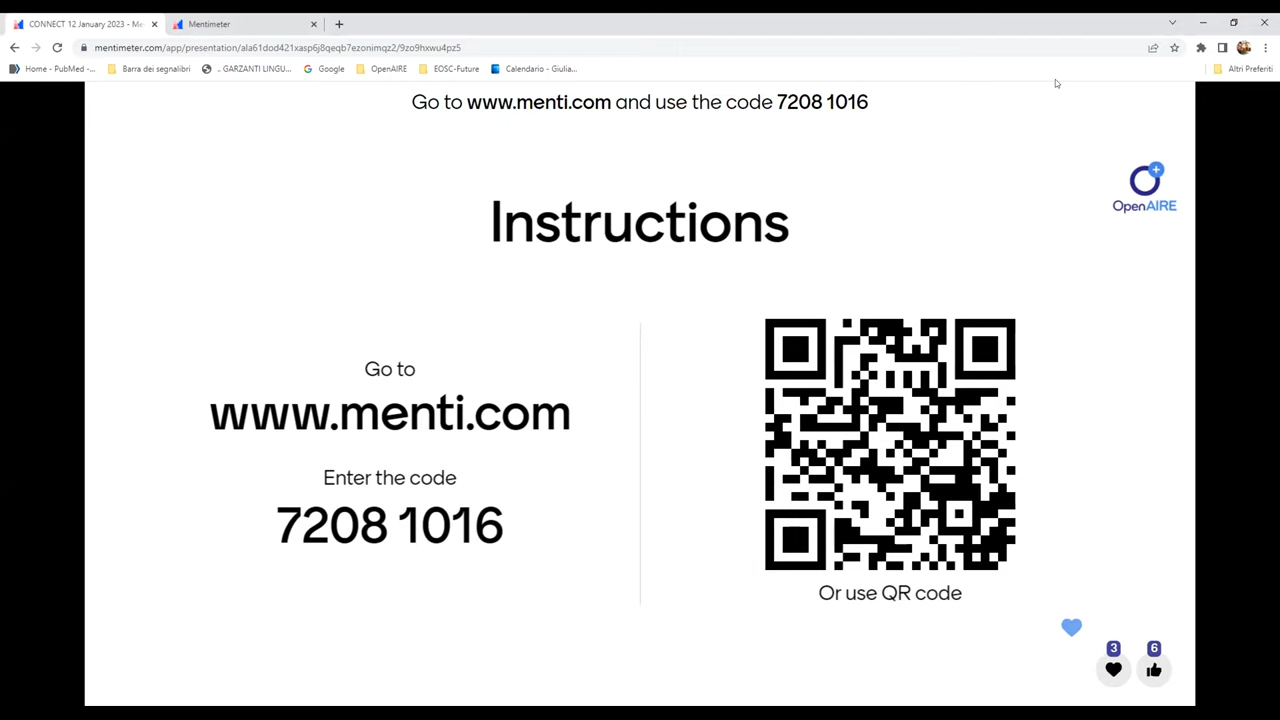 CONNECT 12 January 2023 - Me
Mentimeter
mentimeter.com/app/presentation/ala61dod421xasp6j8qeqb7ezonimqz2/9zo9hxwu4pz5
Home - PubMed -...
Barra dei segnalibri
.. GARZANTI LINGU...
Google
OpenAIRE
EOSC-Future
Calendario - Giulia...
Altri Preferiti
Go to www.menti.com and use the code 7208 1016
OpenAIRE
Instructions
Go to
www.menti.com
Enter the code
7208 1016
Or use QR code
3
6